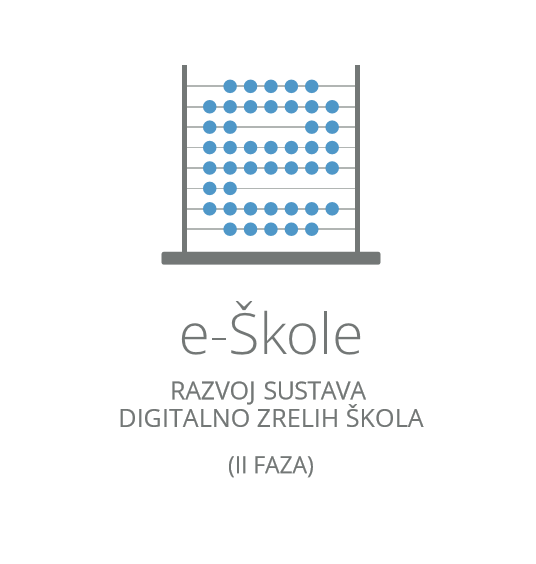 e-Škole
RAZVOJ SUSTAVA
DIGITALNO ZRELIH ŠKOLA
(II FAZA)